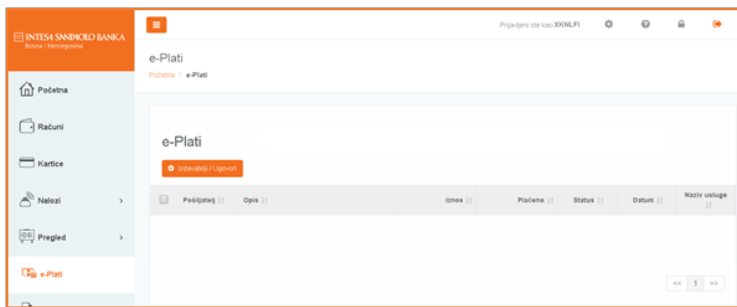 INTESA SANPAOLO BANKA
Bosna i Hercegovina
Prijavljeni ste kao XKNLFI
e-Plati
Početna / e-Plati
Početna
Računi
Kartice
Nalozi
Pregled
e-Plati
e-Plati
Izdavatelji / Ugovori
Pošiljatelj
Opis
Iznos
Plaćeno
Status
Datum
Naziv usluge
<< 1 >>